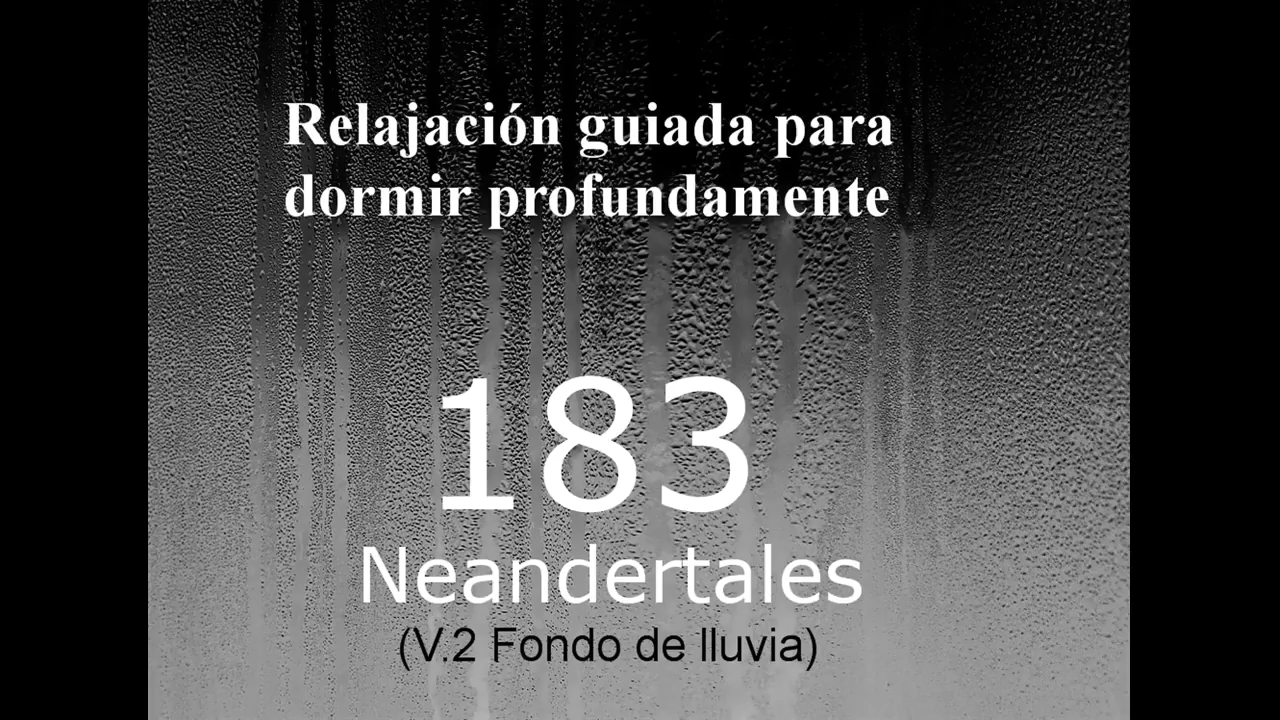 Relajación guiada para
dormir profundamente
183
Neandertales
(V.2 Fondo de lluvia)